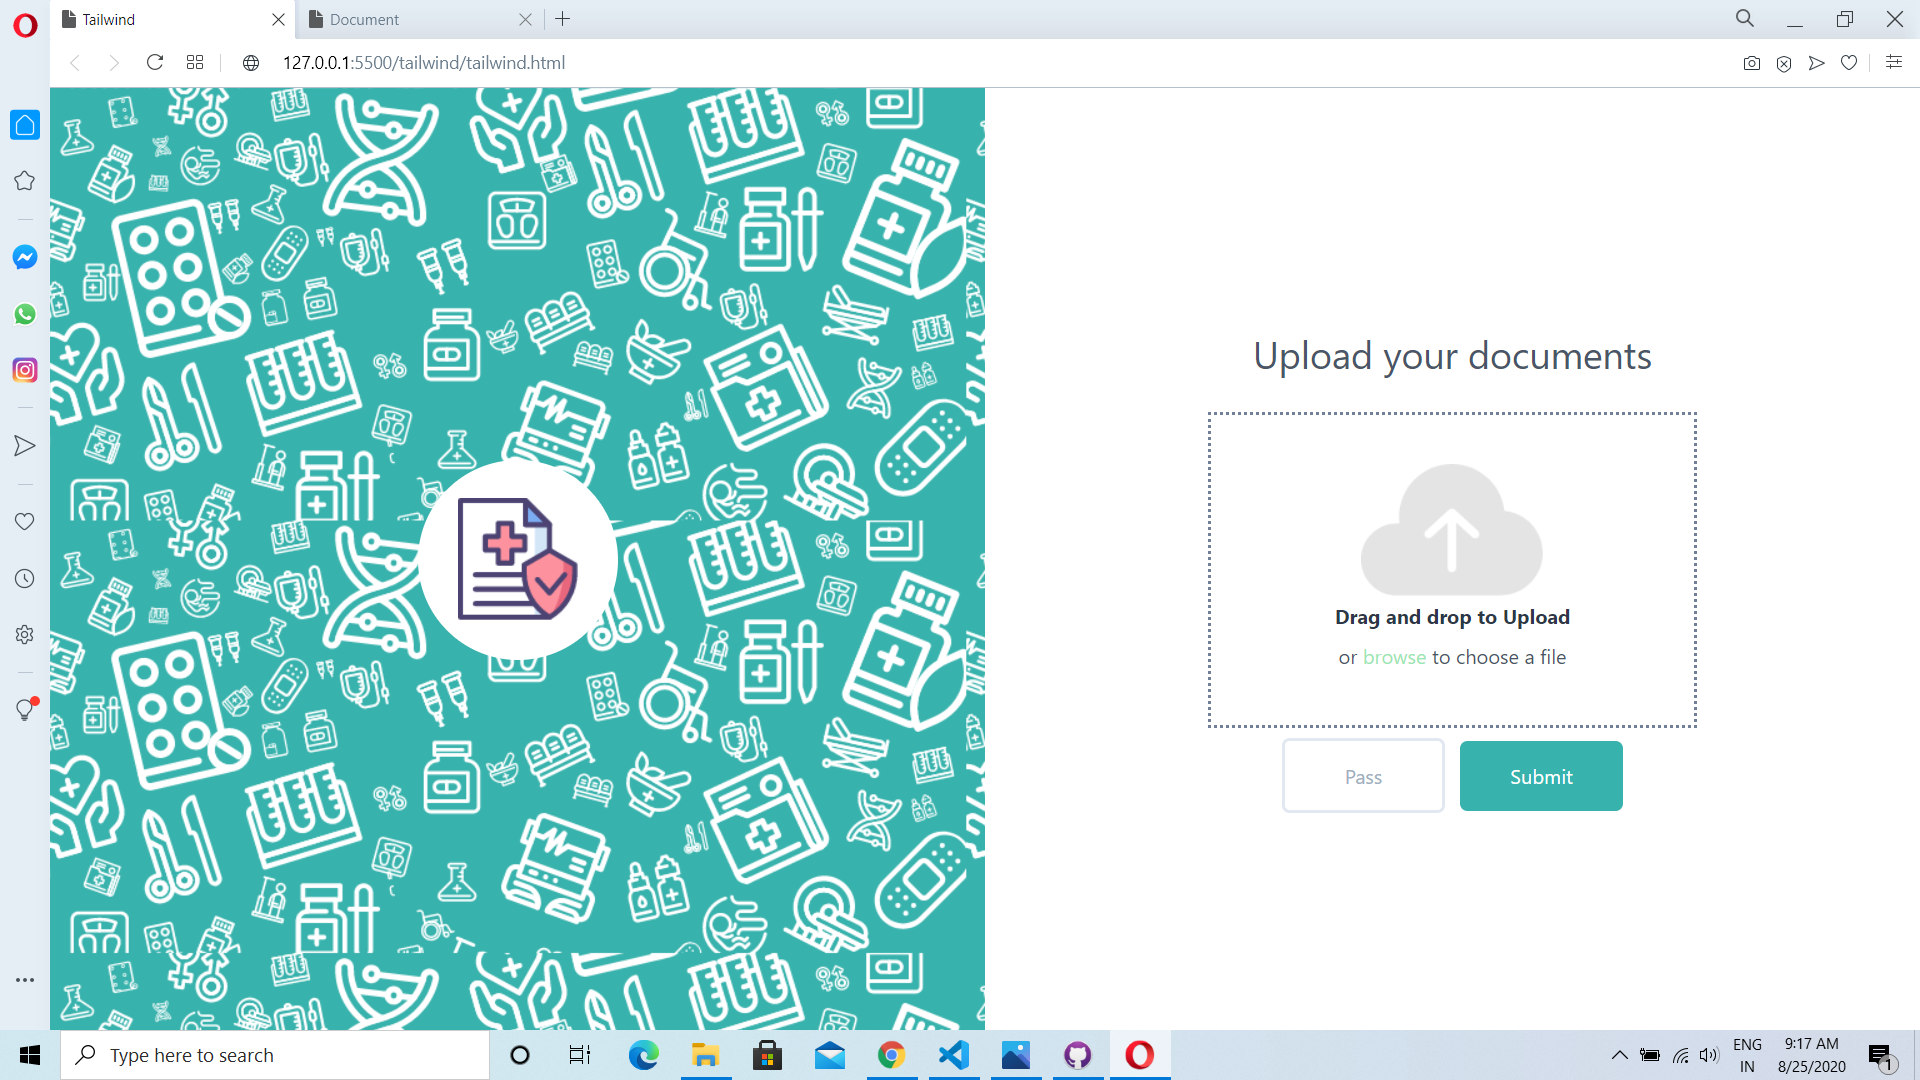 Tailwind
Document
127.0.0.1:5500/tailwind/tailwind.html
Upload your documents
Drag and drop to Upload
or browse to choose a file
Pass
Submit
Type here to search
ENG
IN
9:17 AM
8/25/2020
1